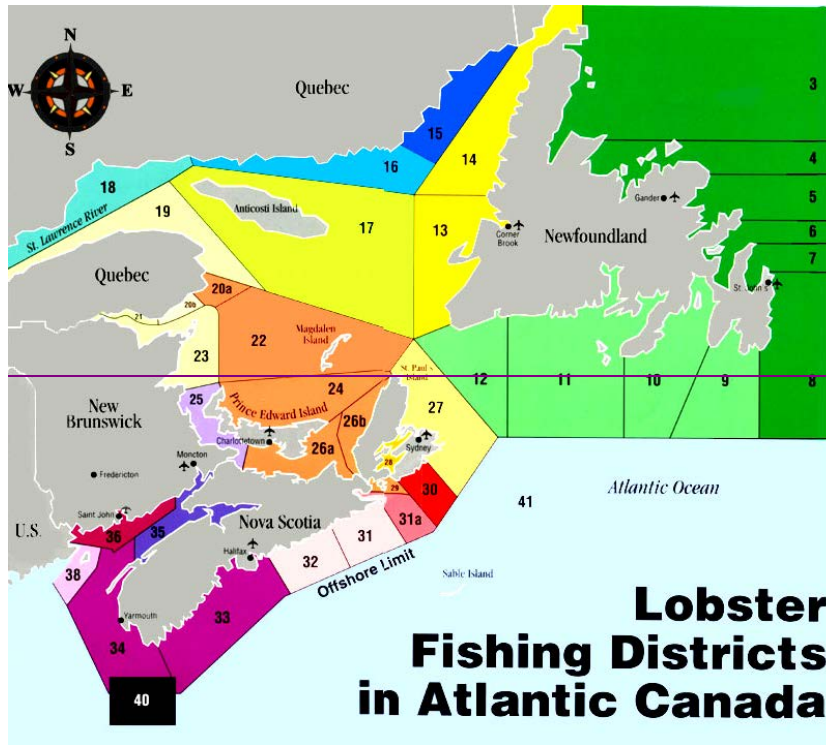 N
W
E
S
Quebec
3
15
14
4
16
18
5
Gander
19
Anticosti Island
St. Lawrence River
17
13
Corner
Brook
Newfoundland
6
7
Quebec
20a
20b
21
St. John's
22
Magdalen
Island
23
St. Paul's
Island
24
12
11
10
9
8
25
Prince Edward Island
27
New
Brunswick
26b
Charlottetown
26a
Sydney
Moncton
28
Fredericton
29
30
41
Atlantic Ocean
Saint John
U.S.
36
35
Nova Scotia
31a
31
32
Halifax
Offshore Limit
38
Sable Island
Yarmouth
33
34
40
Lobster
Fishing Districts
in Atlantic Canada